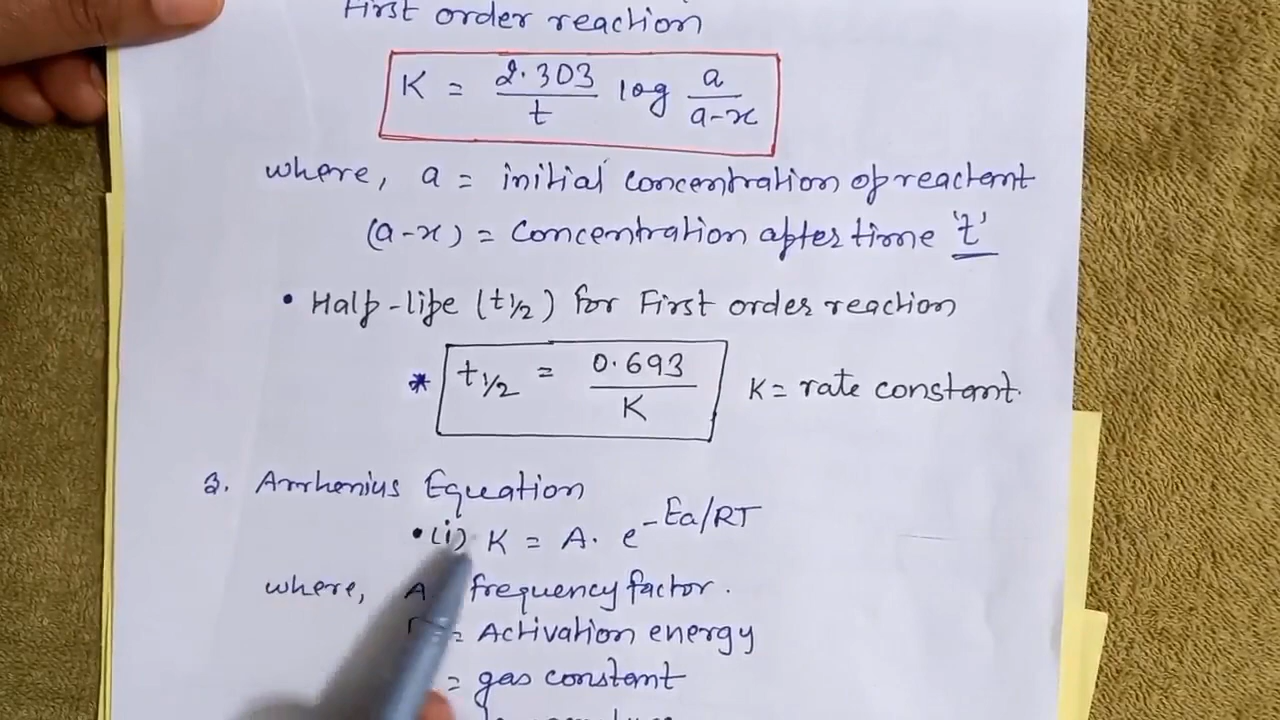 First order reaction
K = 2.303/t log a/a-x
where, a = initial concentration of reactant
(a-x) = Concentration after time 't'
• Half-life (t1/2) for First order reaction
* t1/2 = 0.693/K K = rate constant.
2. Arrhenius Equation
• (i) K = A. e^-Ea/RT
where, A frequency factor.
= Activation energy
= gas constant